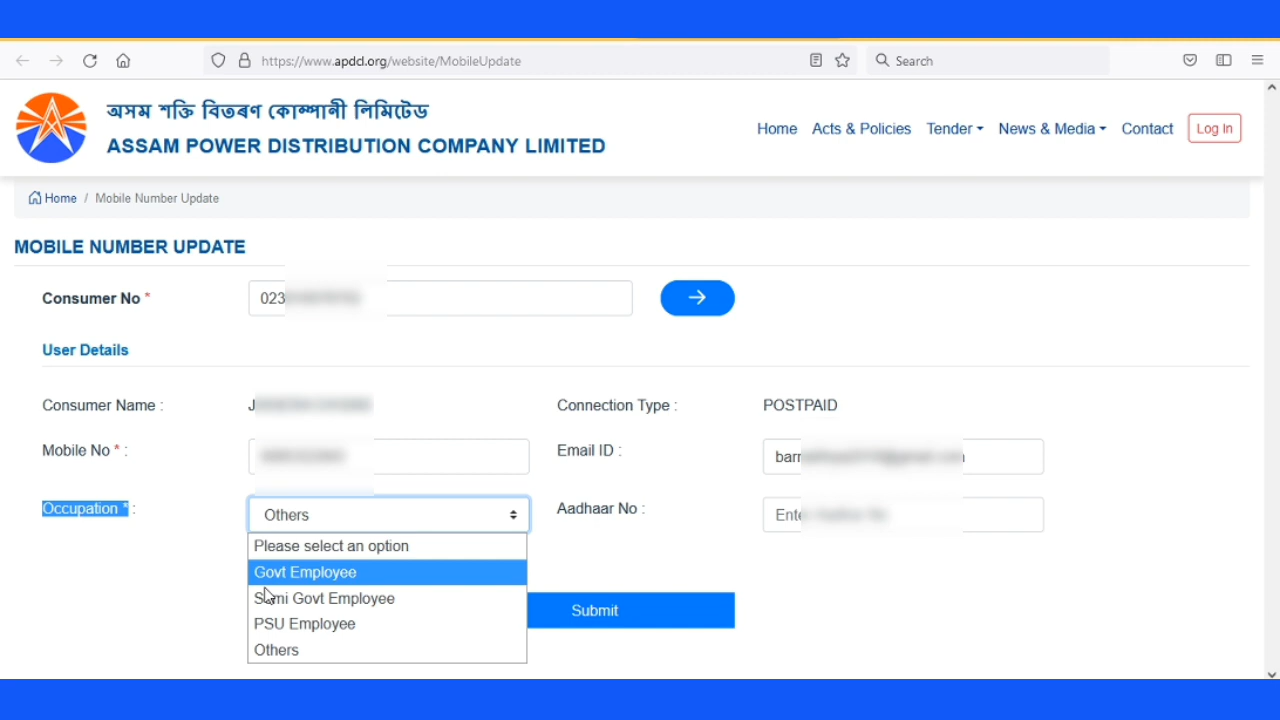 https://www.apdcl.org/website/MobileUpdate
Search
অসম শক্তি বিতৰণ কোম্পানী লিমিটেড
ASSAM POWER DISTRIBUTION COMPANY LIMITED
Home Acts & Policies Tender News & Media Contact Log In
Home / Mobile Number Update
MOBILE NUMBER UPDATE
Consumer No * 023
User Details
Consumer Name : J Connection Type : POSTPAID
Mobile No * : Email ID :
Occupation * : Others Aadhaar No :
Please select an option
Govt Employee
Semi Govt Employee
PSU Employee
Others
Submit